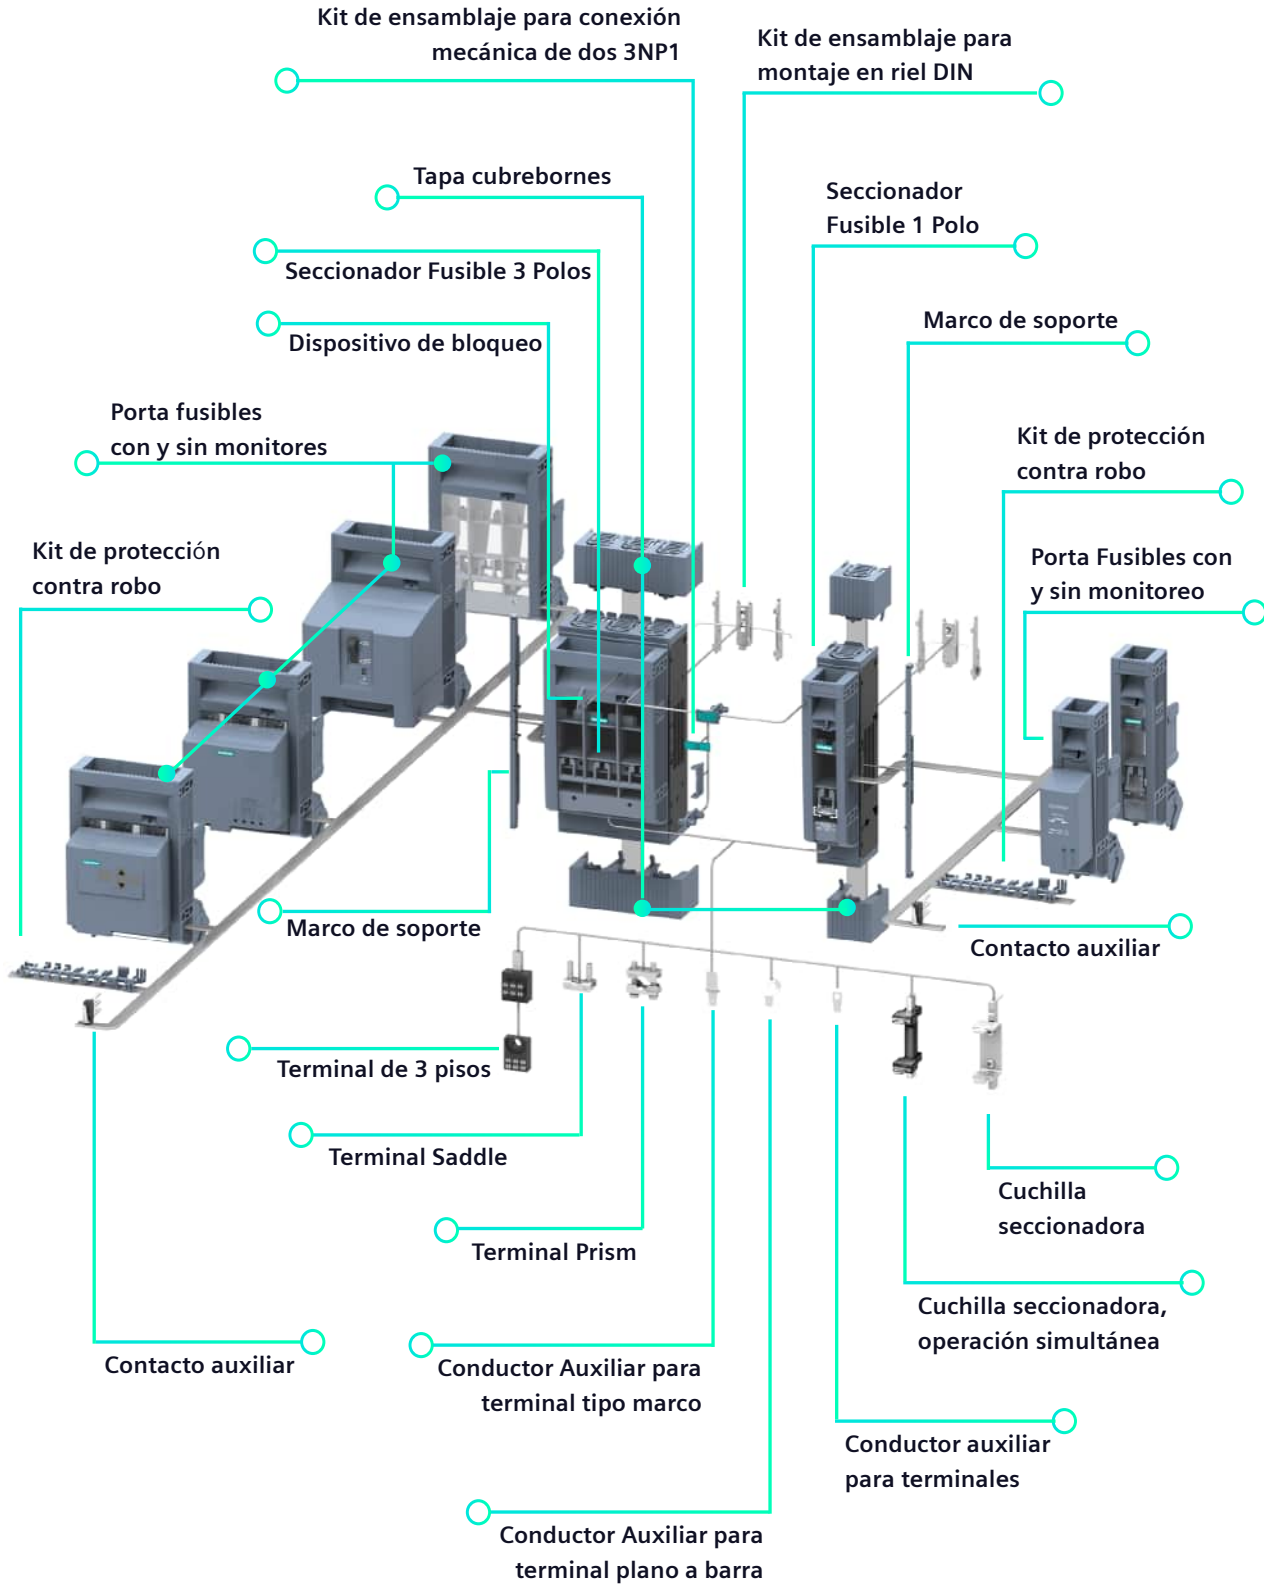 Kit de ensamblaje para conexión
mecánica de dos 3NP1
Kit de ensamblaje para
montaje en riel DIN
Tapa cubrebornes
Seccionador
Fusible 1 Polo
Seccionador Fusible 3 Polos
Marco de soporte
Dispositivo de bloqueo
Porta fusibles
con y sin monitores
Kit de protección
contra robo
Kit de protección
contra robo
Porta Fusibles con
y sin monitoreo
Marco de soporte
Contacto auxiliar
Terminal de 3 pisos
Terminal Saddle
Cuchilla
seccionadora
Terminal Prism
Cuchilla seccionadora,
operación simultánea
Contacto auxiliar
Conductor Auxiliar para
terminal tipo marco
Conductor auxiliar
para terminales
Conductor Auxiliar para
terminal plano a barra